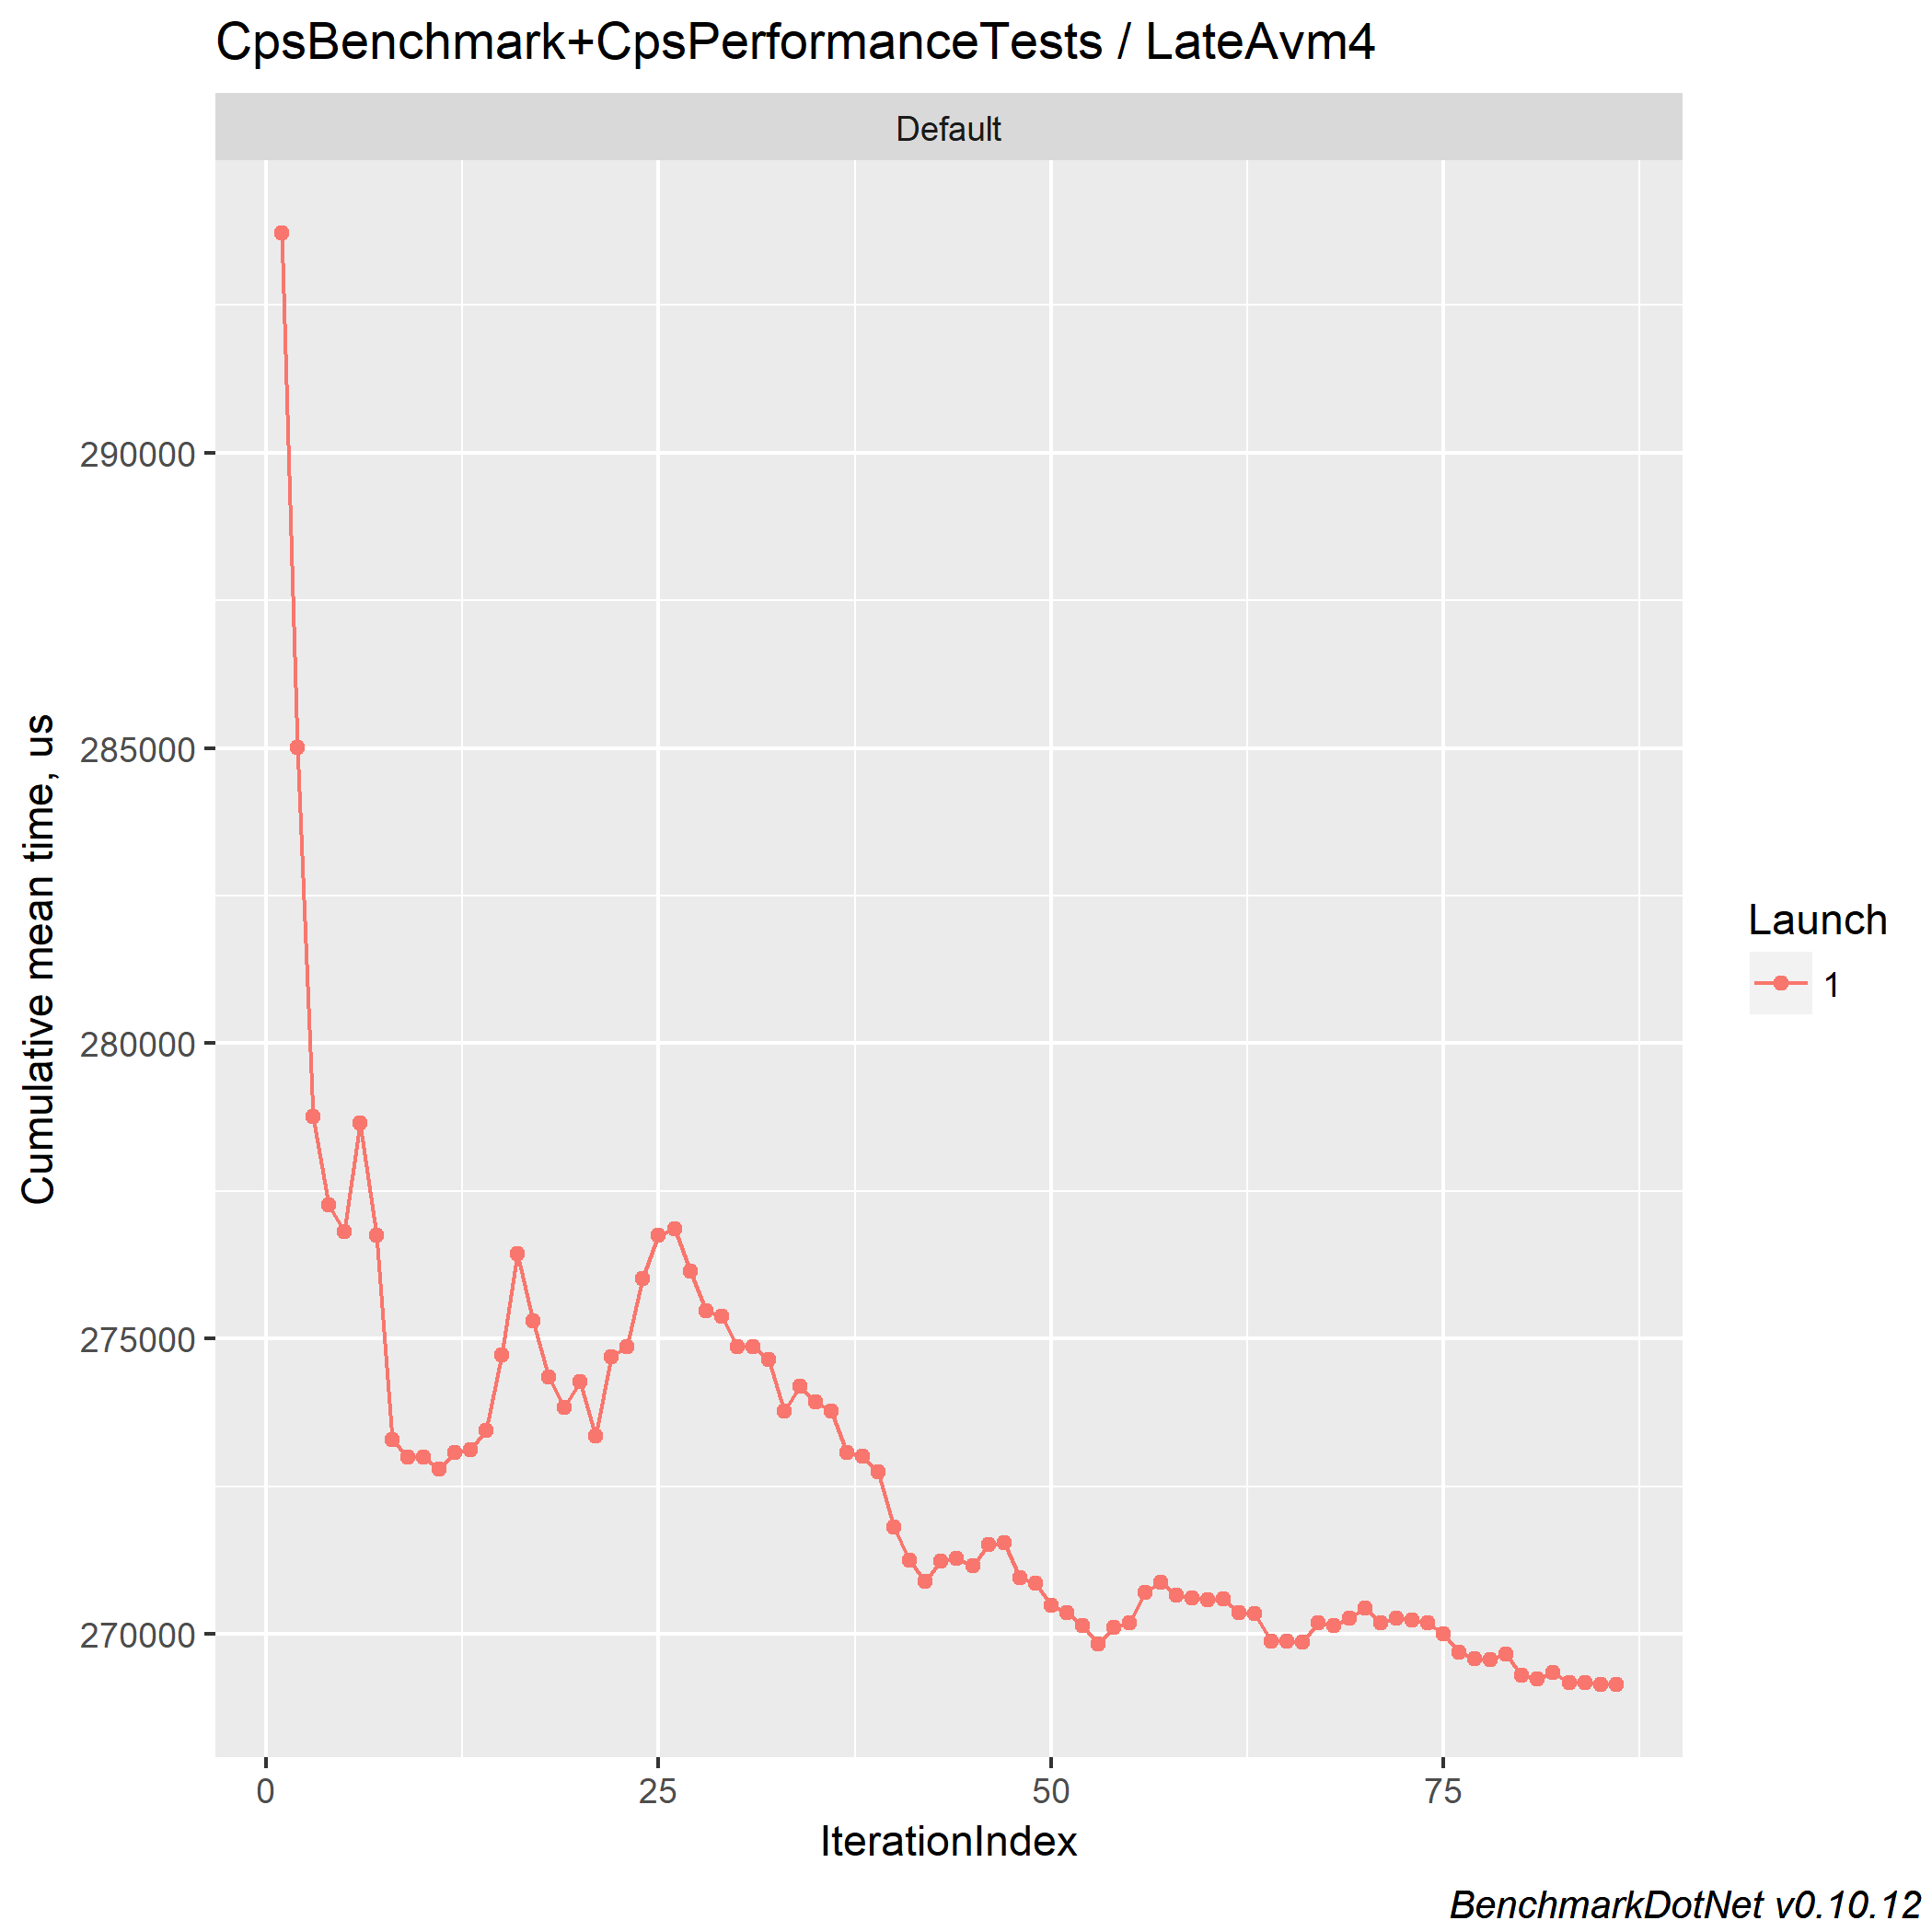 CpsBenchmark+CpsPerformanceTests / LateAvm4
Default
Cumulative mean time, us
290000
285000
280000
275000
270000
0 25 50 75
IterationIndex
Launch
1
BenchmarkDotNet v0.10.12